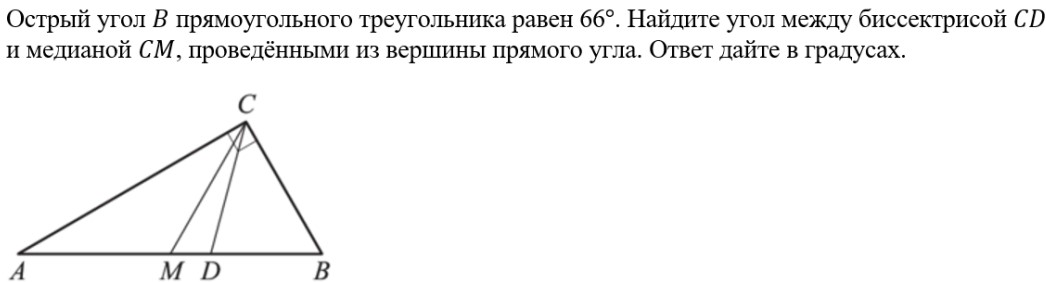 Острый угол B прямоугольного треугольника равен 66°. Найдите угол между биссектрисой CD
и медианой CM, проведёнными из вершины прямого угла. Ответ дайте в градусах.
C
A M D B